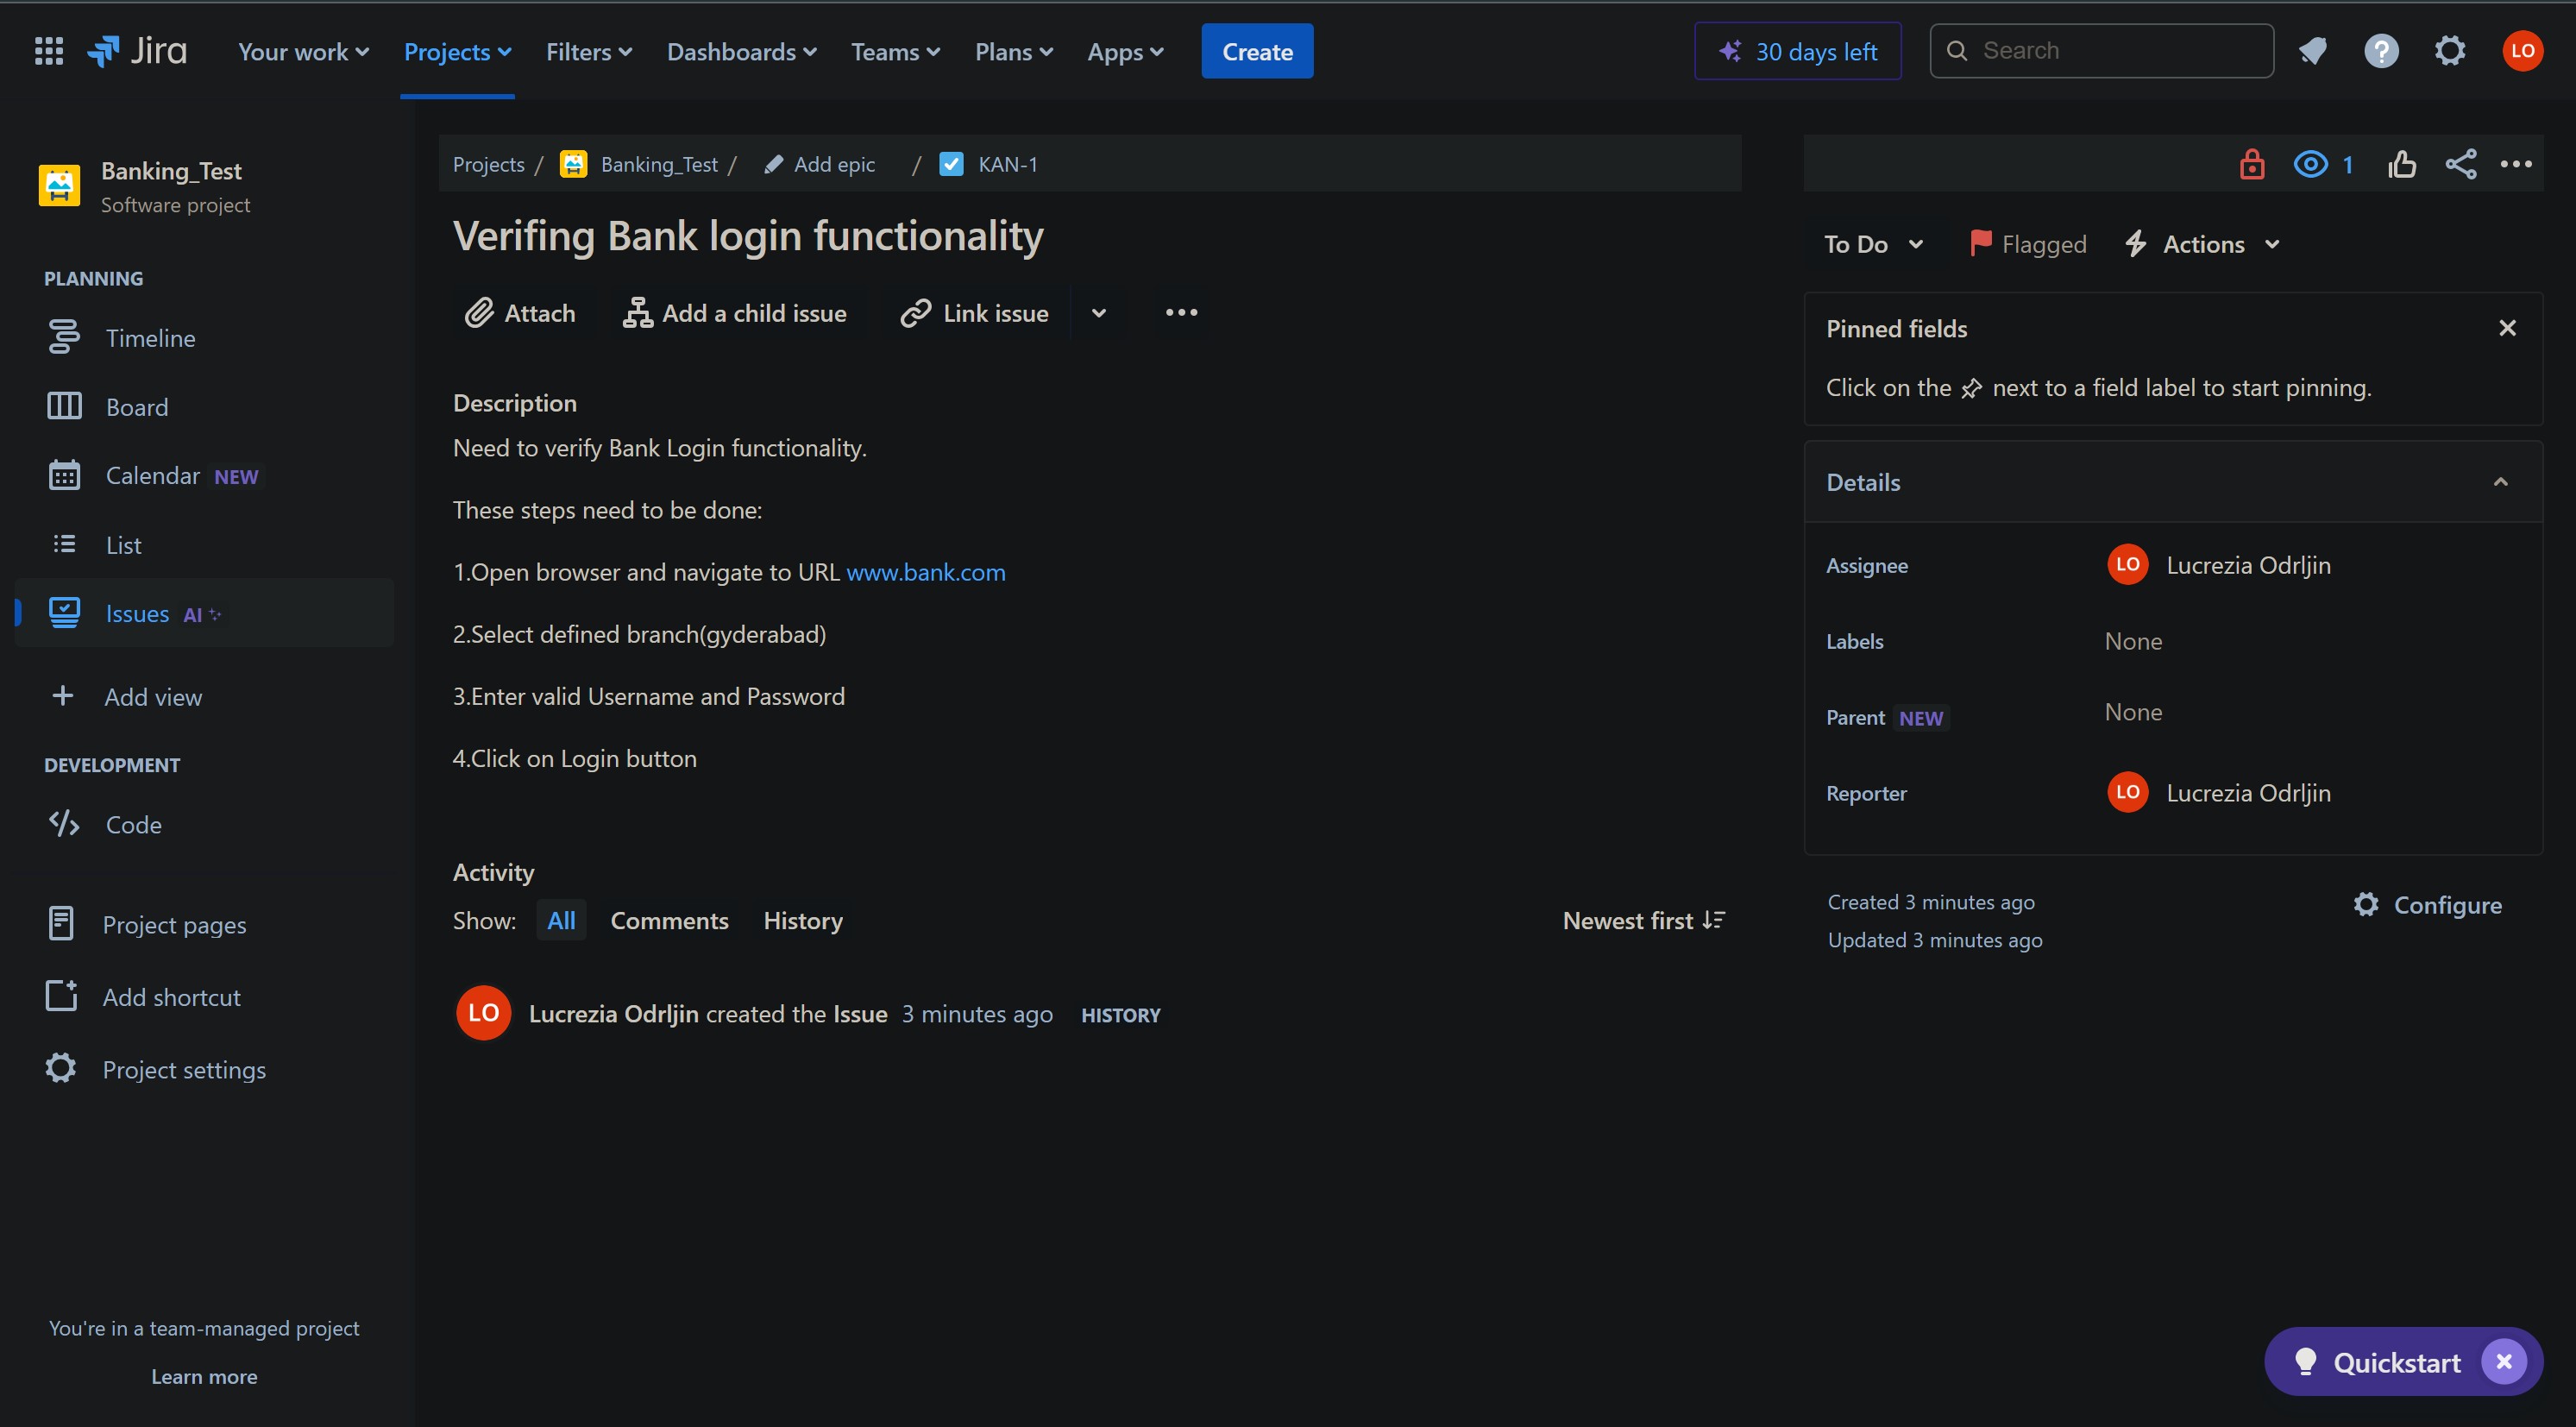 Jira
Your work
Projects
Filters
Dashboards
Teams
Plans
Apps
Create
30 days left
Search
LO
Banking_Test
Software project
PLANNING
Timeline
Board
Calendar NEW
List
Issues AI
Add view
DEVELOPMENT
Code
Project pages
Add shortcut
Project settings
You're in a team-managed project
Learn more
Projects / Banking_Test / Add epic / KAN-1
Verifing Bank login functionality
Attach
Add a child issue
Link issue
Description
Need to verify Bank Login functionality.
These steps need to be done:
1.Open browser and navigate to URL www.bank.com
2.Select defined branch(gyderabad)
3.Enter valid Username and Password
4.Click on Login button
Activity
Show: All Comments History
Newest first
LO Lucrezia Odrljin created the Issue 3 minutes ago HISTORY
1
To Do
Flagged
Actions
Pinned fields
Click on the next to a field label to start pinning.
Details
Assignee LO Lucrezia Odrljin
Labels None
Parent NEW None
Reporter LO Lucrezia Odrljin
Created 3 minutes ago
Configure
Updated 3 minutes ago
Quickstart